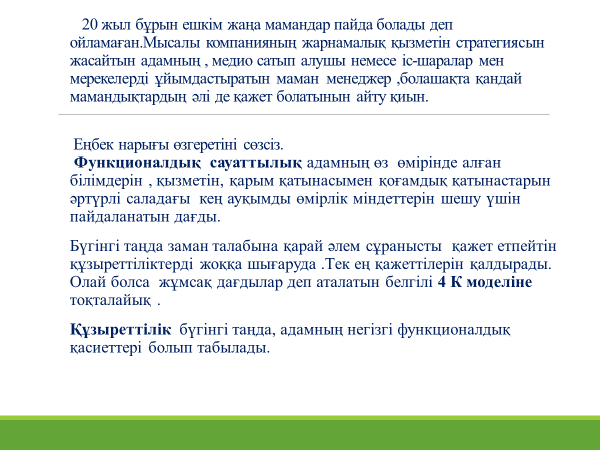 20 жыл бұрын ешкім жаңа мамандар пайда болады деп
ойламаған.Мысалы компанияның жарнамалық қызметін стратегиясын
жасайтын адамның , медио сатып алушы немесе іс-шаралар мен
мерекелерді ұйымдастыратын маман менеджер ,болашақта қандай
мамандықтардың әлі де қажет болатынын айту қиын.
Еңбек нарығы өзгеретіні сөзсіз.
Функционалдық сауаттылық адамның өз өмірінде алған
білімдерін , қызметін, қарым қатынасымен қоғамдық қатынастарын
әртүрлі саладағы кең ауқымды өмірлік міндеттерін шешу үшін
пайдаланатын дағды.
Бүгінгі таңда заман талабына қарай әлем сұранысты қажет етпейтін
құзыреттіліктерді жоққа шығаруда .Тек ең қажеттілерін қалдырады.
Олай болса жұмсақ дағдылар деп аталатын белгілі 4 К моделіне
тоқталайық .
Құзыреттілік бүгінгі таңда, адамның негізгі функционалдық
қасиеттері болып табылады.